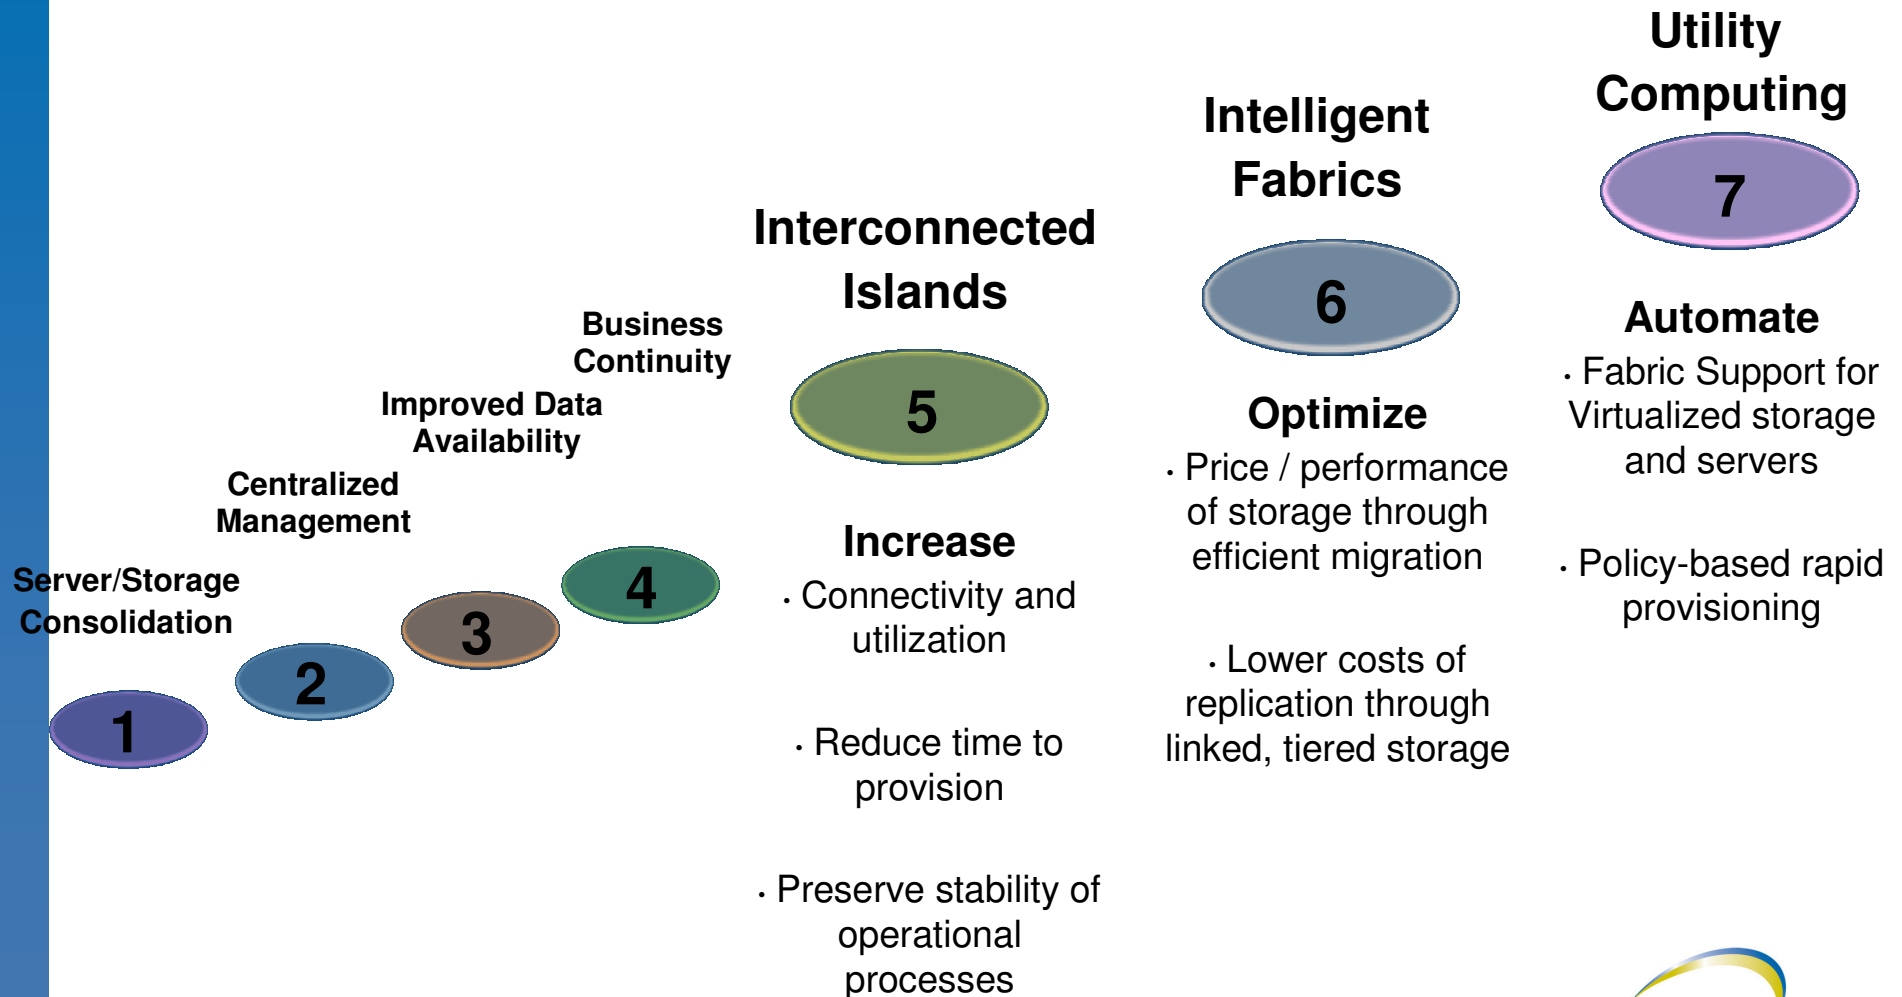 Server/Storage
Consolidation
1
Centralized
Management
2
Improved Data
Availability
3
Business
Continuity
4
Interconnected
Islands
5
Increase
· Connectivity and
utilization
· Reduce time to
provision
· Preserve stability of
operational
processes
Intelligent
Fabrics
6
Optimize
· Price / performance
of storage through
efficient migration
· Lower costs of
replication through
linked, tiered storage
Utility
Computing
7
Automate
· Fabric Support for
Virtualized storage
and servers
· Policy-based rapid
provisioning